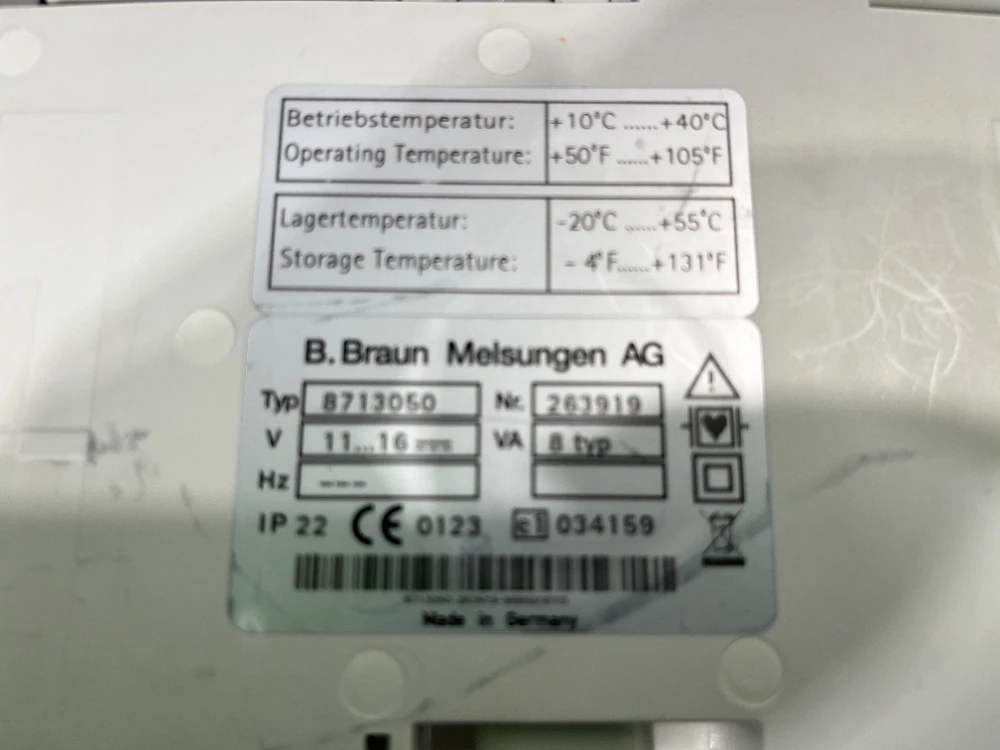 Betriebstemperatur: +10°C ......+40°C
Operating Temperature: +50°F ......+105°F
Lagertemperatur: -20°C ......+55°C
Storage Temperature: - 4°F......+131°F
B. Braun Melsungen AG
Typ 8713050 Nr. 263919
V 11...16 VA 8 typ
Hz ---
IP 22 CE 0123 e1 034159
Made in Germany